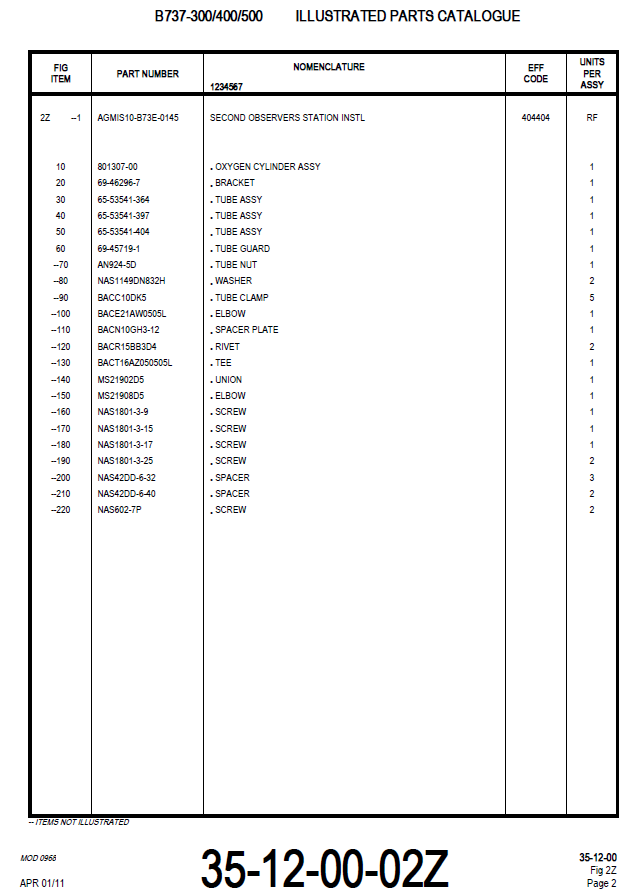 B737-300/400/500 ILLUSTRATED PARTS CATALOGUE
FIG ITEM PART NUMBER NOMENCLATURE 1234567 EFF CODE UNITS PER ASSY
2Z --1 AGMIS10-B73E-0145 SECOND OBSERVERS STATION INSTL 404404 RF
10 801307-00 . OXYGEN CYLINDER ASSY 1
20 69-46296-7 . BRACKET 1
30 65-53541-364 . TUBE ASSY 1
40 65-53541-397 . TUBE ASSY 1
50 65-53541-404 . TUBE ASSY 1
60 69-45719-1 . TUBE GUARD 1
--70 AN924-5D . TUBE NUT 1
--80 NAS1149DN832H . WASHER 2
--90 BACC10DK5 . TUBE CLAMP 5
--100 BACE21AW0505L . ELBOW 1
--110 BACN10GH3-12 . SPACER PLATE 1
--120 BACR15BB3D4 . RIVET 2
--130 BACT16AZ050505L . TEE 1
--140 MS21902D5 . UNION 1
--150 MS21908D5 . ELBOW 1
--160 NAS1801-3-9 . SCREW 1
--170 NAS1801-3-15 . SCREW 1
--180 NAS1801-3-17 . SCREW 1
--190 NAS1801-3-25 . SCREW 2
--200 NAS42DD-6-32 . SPACER 3
--210 NAS42DD-6-40 . SPACER 2
--220 NAS602-7P . SCREW 2
-- ITEMS NOT ILLUSTRATED
MOD 0968
APR 01/11
35-12-00-02Z
35-12-00
Fig 2Z
Page 2